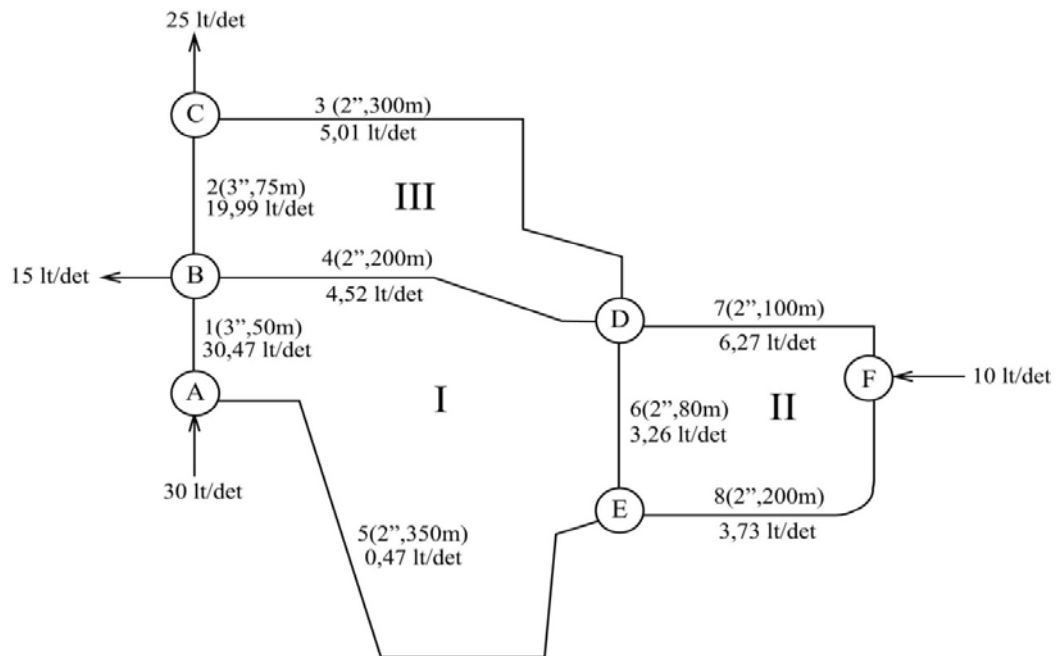 25 lt/det
C
3 (2”,300m)
5,01 lt/det
2(3”,75m)
19,99 lt/det
III
15 lt/det
B
4(2”,200m)
4,52 lt/det
D
7(2”,100m)
6,27 lt/det
1(3”,50m)
30,47 lt/det
A
I
6(2”,80m)
3,26 lt/det
II
F
10 lt/det
30 lt/det
E
8(2”,200m)
3,73 lt/det
5(2”,350m)
0,47 lt/det